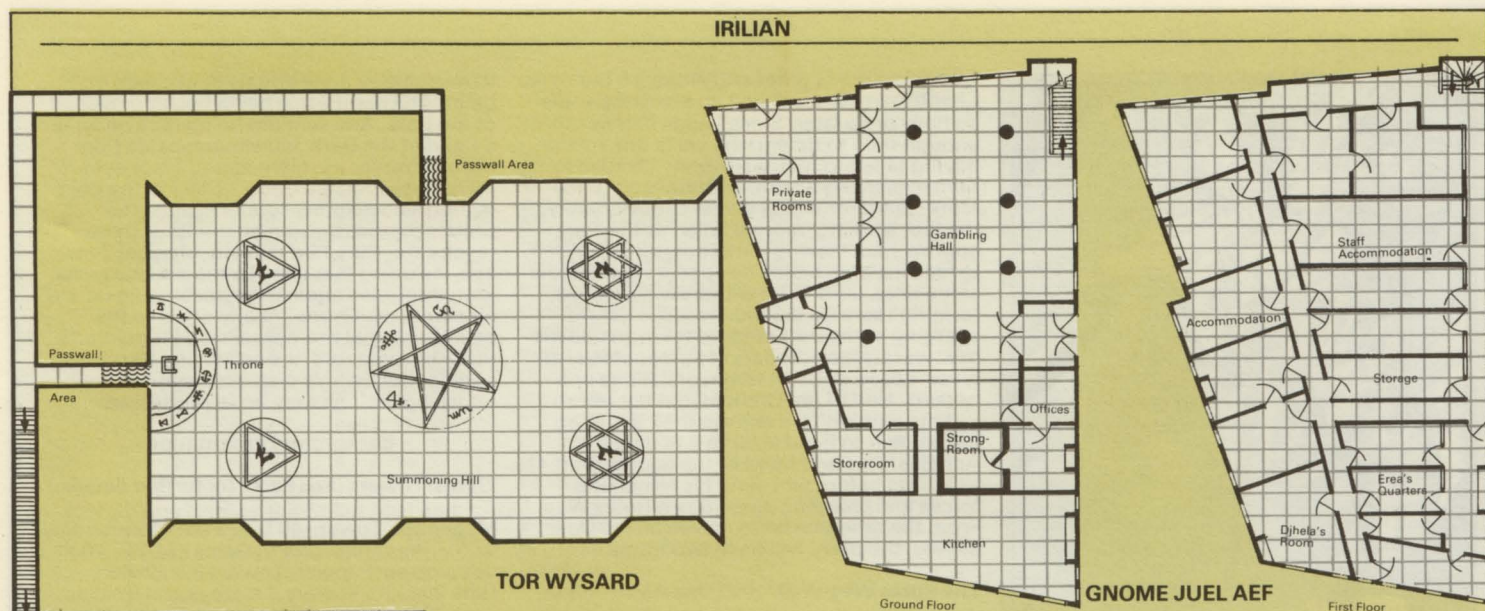 IRILIAN
Passwall Area
Passwall
Area
Throne
Summoning Hill
TOR WYSARD
Private
Rooms
Gambling
Hall
Offices
Strong-
Room
Storeroom
Kitchen
Ground Floor
GNOME JUEL AEF
Staff
Accommodation
Accommodation
Storage
Erea's
Quarters
Djhela's
Room
First Floor